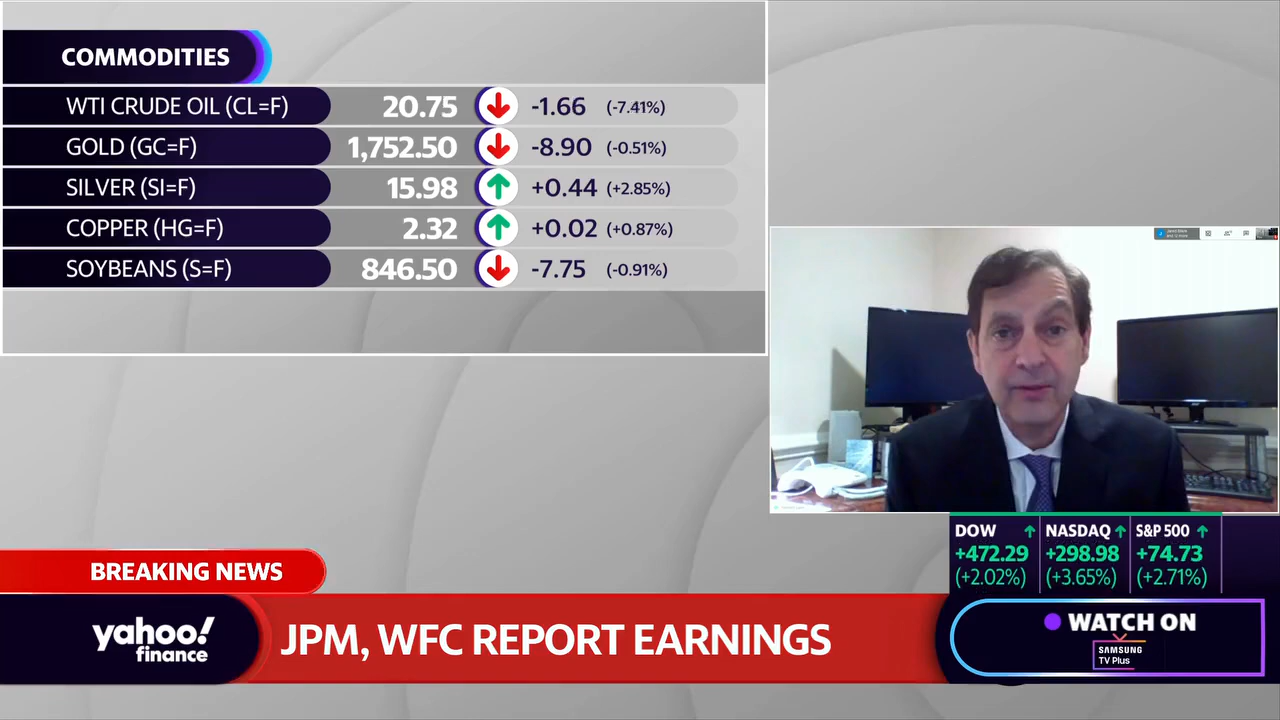 COMMODITIES
WTI CRUDE OIL (CL=F) 20.75 -1.66 (-7.41%)
GOLD (GC=F) 1,752.50 -8.90 (-0.51%)
SILVER (SI=F) 15.98 +0.44 (+2.85%)
COPPER (HG=F) 2.32 +0.02 (+0.87%)
SOYBEANS (S=F) 846.50 -7.75 (-0.91%)
DOW NASDAQ S&P 500
+472.29 +298.98 +74.73
(+2.02%) (+3.65%) (+2.71%)
BREAKING NEWS
yahoo!
finance
JPM, WFC REPORT EARNINGS
WATCH ON
SAMSUNG
TV Plus